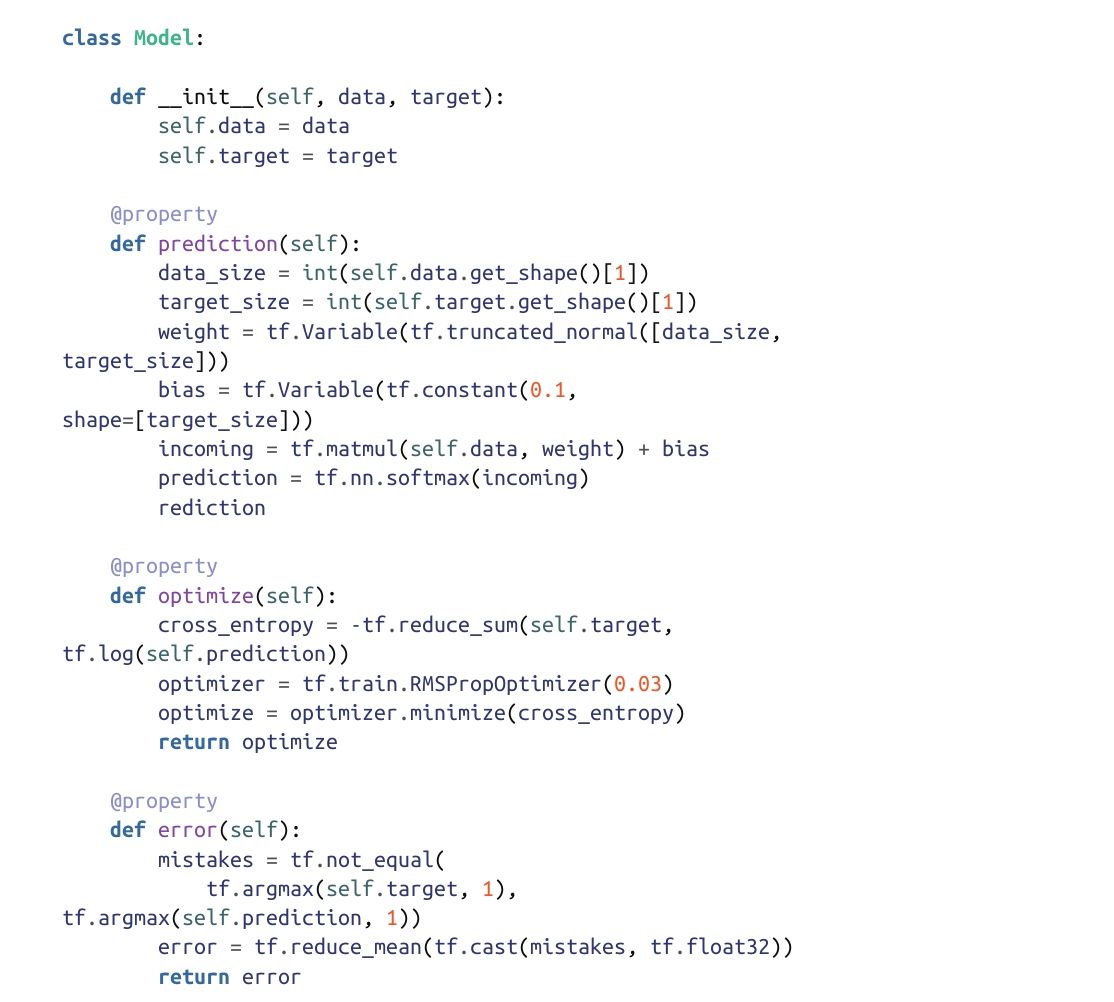 class Model:
def __init__(self, data, target):
self.data = data
self.target = target
@property
def prediction(self):
data_size = int(self.data.get_shape()[1])
target_size = int(self.target.get_shape()[1])
weight = tf.Variable(tf.truncated_normal([data_size,
target_size]))
bias = tf.Variable(tf.constant(0.1,
shape=[target_size]))
incoming = tf.matmul(self.data, weight) + bias
prediction = tf.nn.softmax(incoming)
rediction
@property
def optimize(self):
cross_entropy = -tf.reduce_sum(self.target,
tf.log(self.prediction))
optimizer = tf.train.RMSPropOptimizer(0.03)
optimize = optimizer.minimize(cross_entropy)
return optimize
@property
def error(self):
mistakes = tf.not_equal(
tf.argmax(self.target, 1),
tf.argmax(self.prediction, 1))
error = tf.reduce_mean(tf.cast(mistakes, tf.float32))
return error